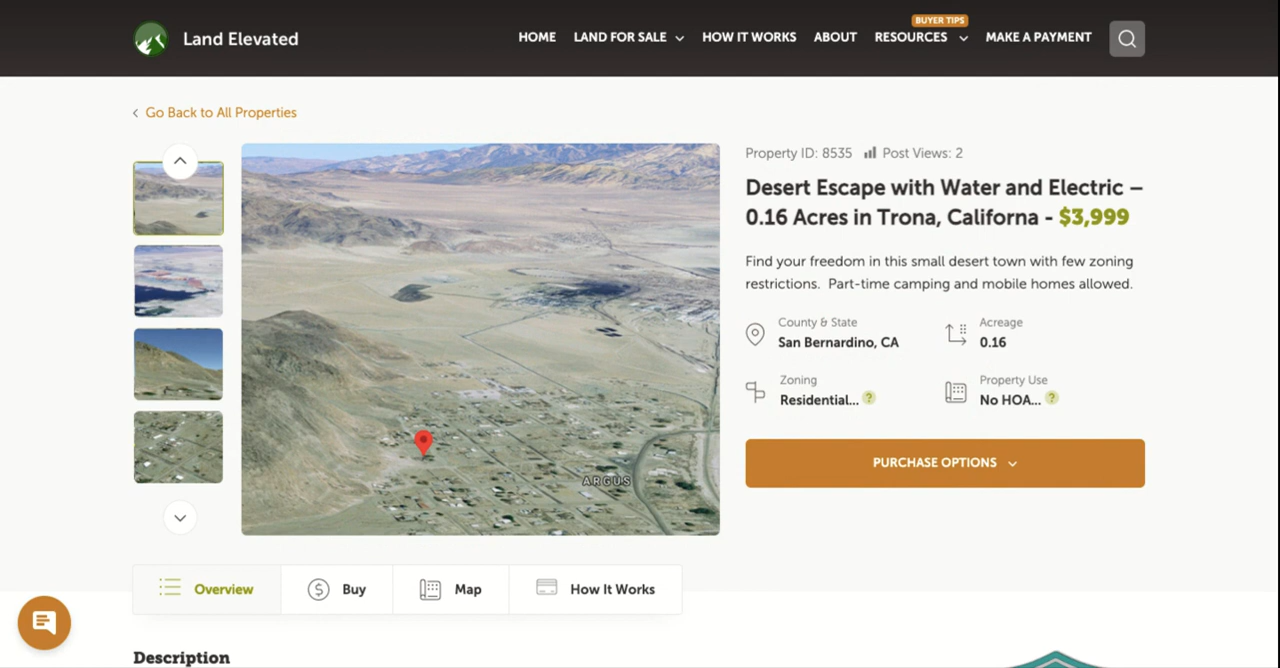 Land Elevated
HOME
LAND FOR SALE
HOW IT WORKS
ABOUT
BUYER TIPS
RESOURCES
MAKE A PAYMENT
Go Back to All Properties
ARGUS
Property ID: 8535
Post Views: 2
Desert Escape with Water and Electric –
0.16 Acres in Trona, Californa - $3,999
Find your freedom in this small desert town with few zoning
restrictions. Part-time camping and mobile homes allowed.
County & State
San Bernardino, CA
Acreage
0.16
Zoning
Residential... ?
Property Use
No HOA... ?
PURCHASE OPTIONS
Overview
Buy
Map
How It Works
Description